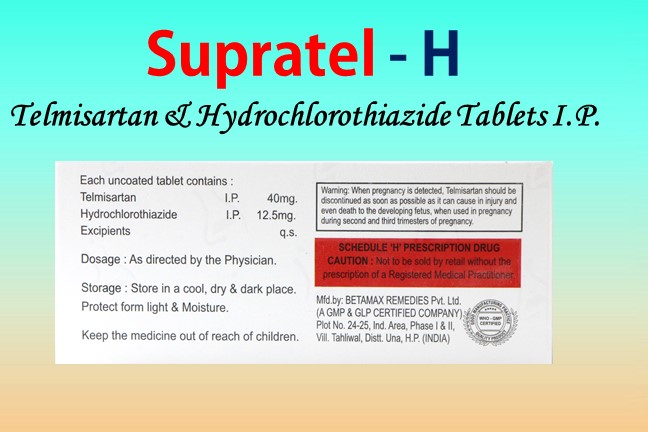 Supratel - H
Telmisartan & Hydrochlorothiazide Tablets I.P.
Each uncoated tablet contains :
Telmisartan I.P. 40mg.
Hydrochlorothiazide I.P. 12.5mg.
Excipients q.s.
Dosage : As directed by the Physician.
Storage : Store in a cool, dry & dark place.
Protect form light & Moisture.
Keep the medicine out of reach of children.
Warning: When pregnancy is detected, Telmisartan should be
discontinued as soon as possible as it can cause in injury and
even death to the developing fetus, when used in pregnancy
during second and third trimesters of pregnancy.
SCHEDULE 'H' PRESCRIPTION DRUG
CAUTION : Not to be sold by retail without the
prescription of a Registered Medical Practitioner.
Mfd.by: BETAMAX REMEDIES Pvt. Ltd.
(A GMP & GLP CERTIFIED COMPANY)
Plot No. 24-25, Ind. Area, Phase I & II,
Vill. Tahliwal, Distt. Una, H.P. (INDIA)
GOOD MANUFACTURING PRACTICE
WHO - GMP
CERTIFIED